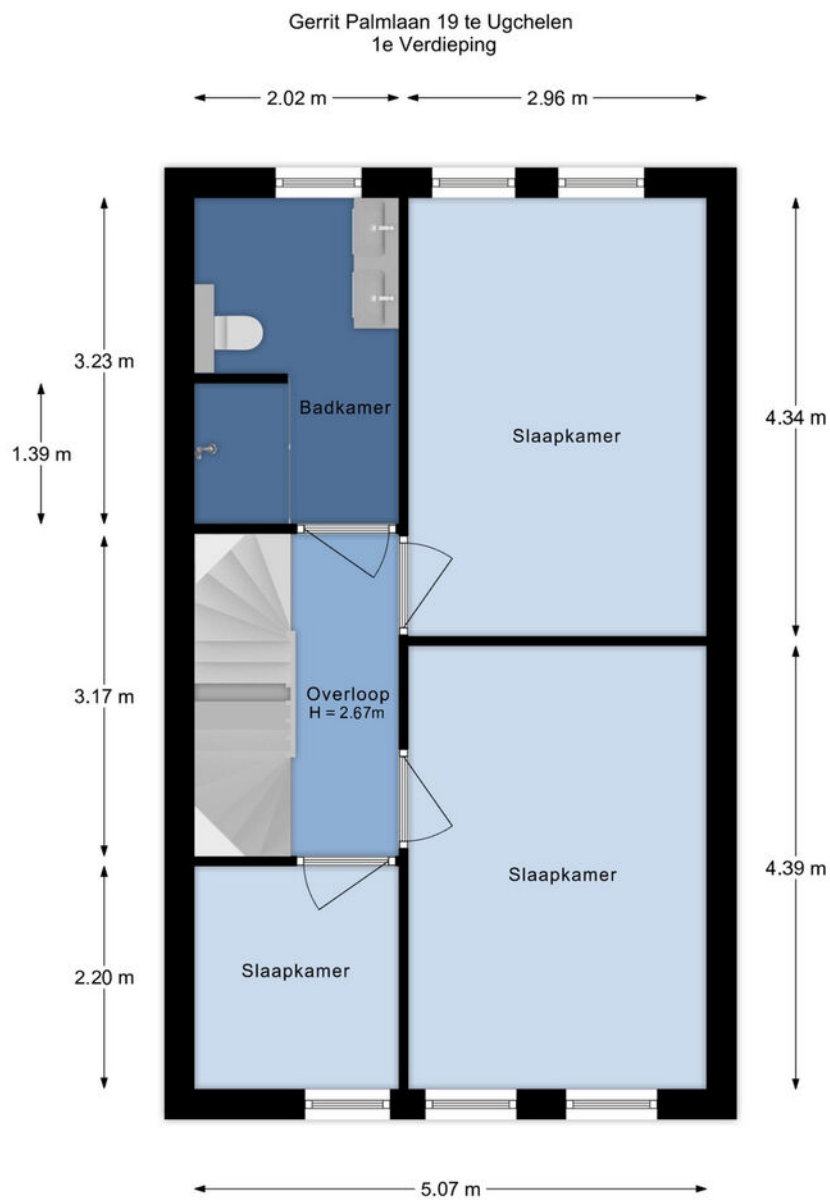 Gerrit Palmlaan 19 te Ugchelen
1e Verdieping
2.02 m
2.96 m
3.23 m
1.39 m
Badkamer
Slaapkamer
4.34 m
3.17 m
Overloop
H = 2.67m
Slaapkamer
4.39 m
2.20 m
Slaapkamer
5.07 m